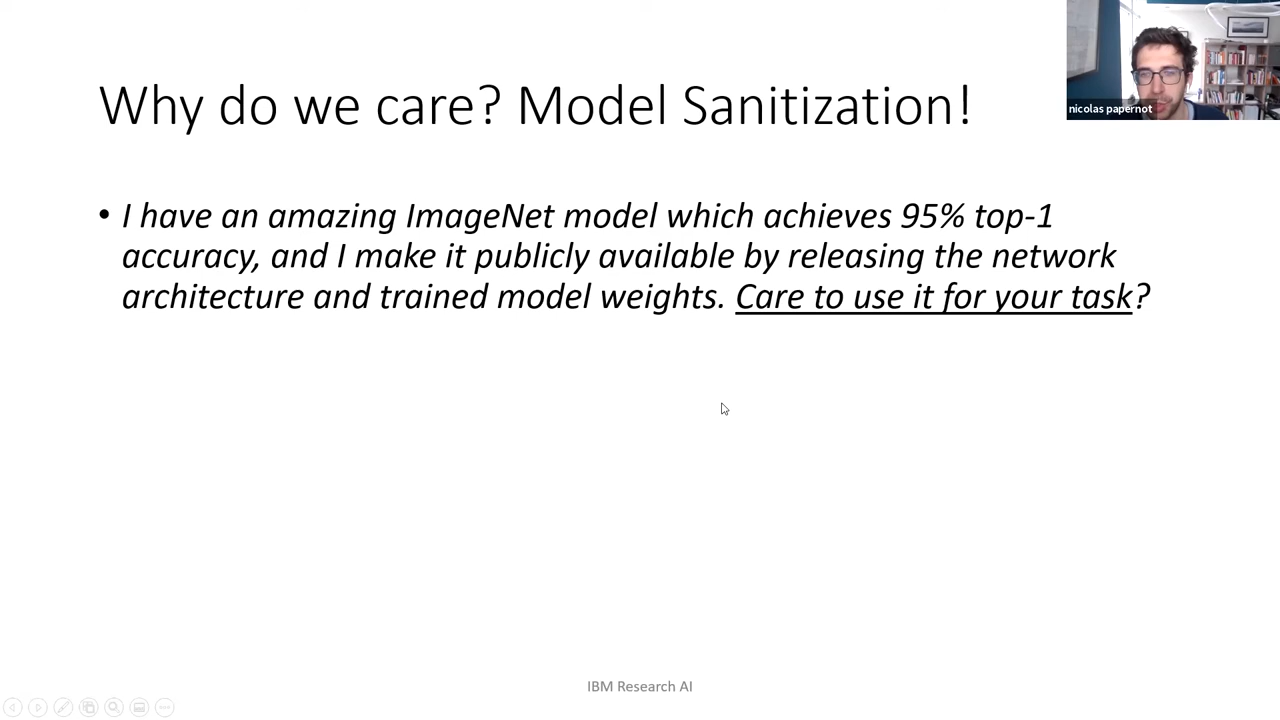 Why do we care? Model Sanitization!
nicolas papernot
• I have an amazing ImageNet model which achieves 95% top-1
accuracy, and I make it publicly available by releasing the network
architecture and trained model weights. Care to use it for your task?
IBM Research AI